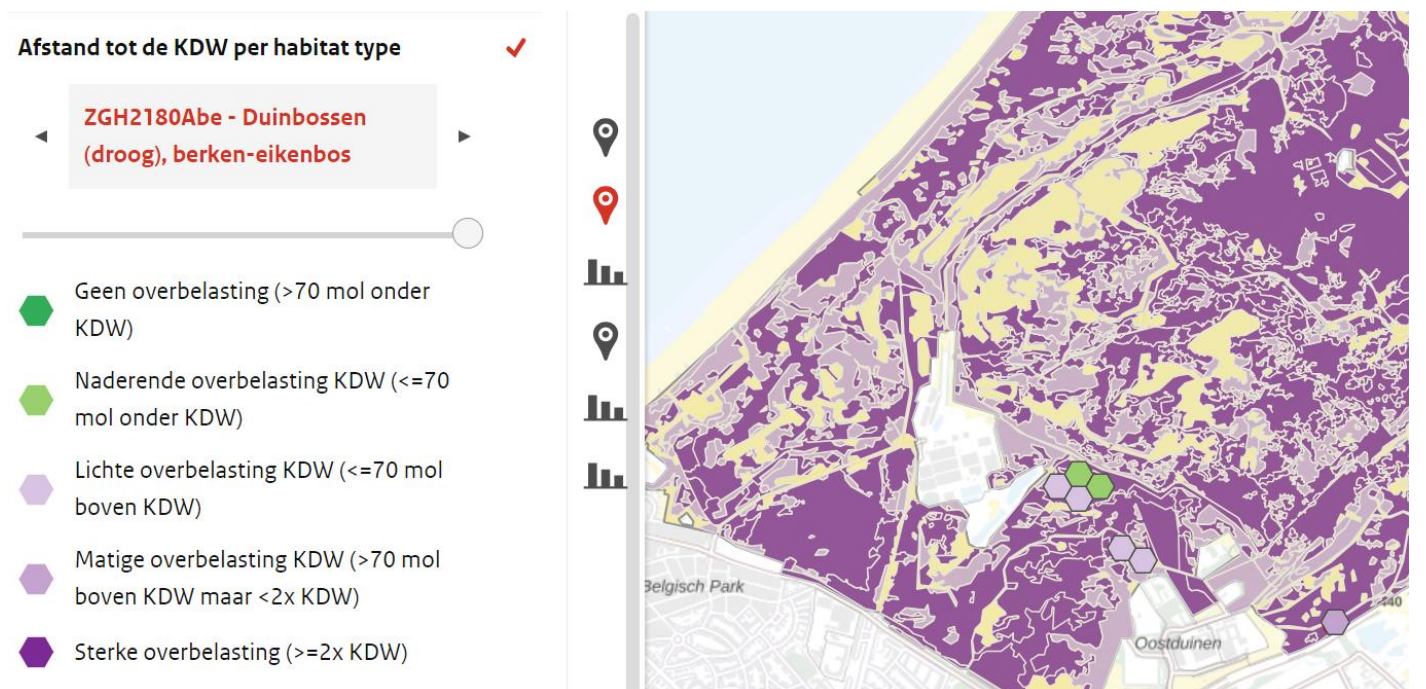 Afstand tot de KDW per habitat type
ZGH2180Abe - Duinbossen
(droog), berken-eikenbos
Geen overbelasting (>70 mol onder
KDW)
Naderende overbelasting KDW (<=70
mol onder KDW)
Lichte overbelasting KDW (<=70 mol
boven KDW)
Matige overbelasting KDW (>70 mol
boven KDW maar <2x KDW)
Sterke overbelasting (>=2x KDW)
Belgisch Park
Oostduinen
440